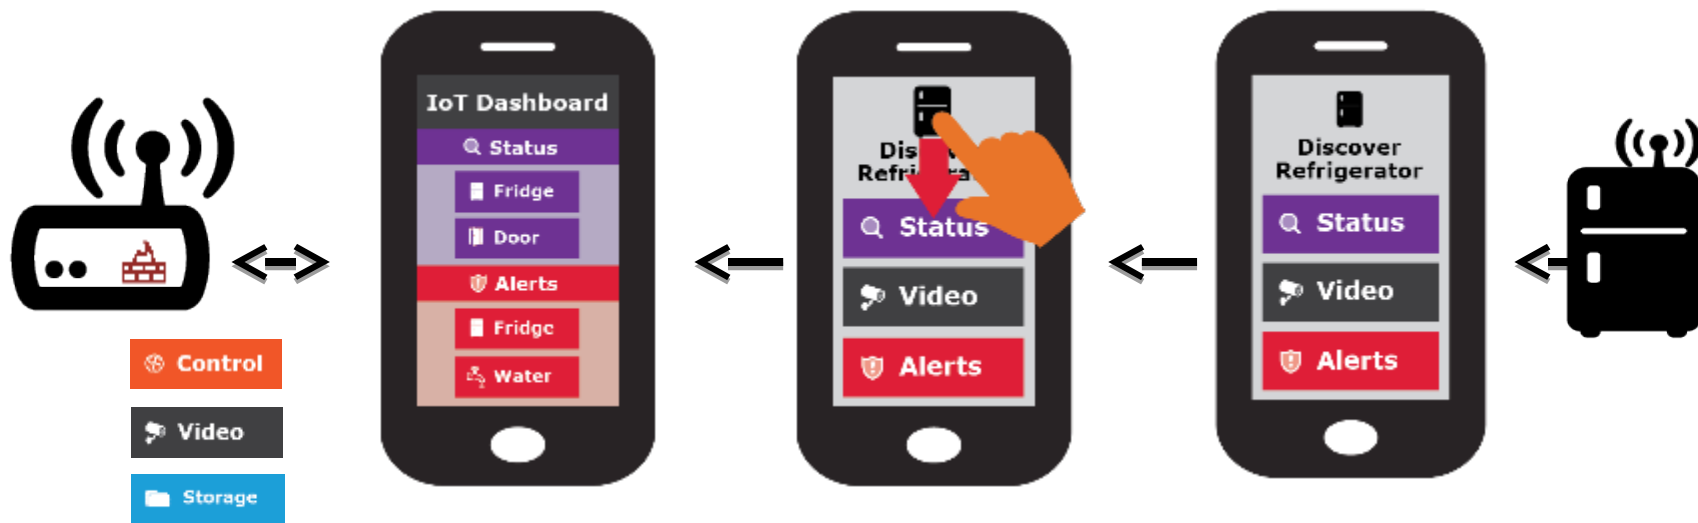 Control
Video
Storage
IoT Dashboard
Status
Fridge
Door
Alerts
Fridge
Water
Status
Video
Alerts
Discover
Refrigerator
Status
Video
Alerts